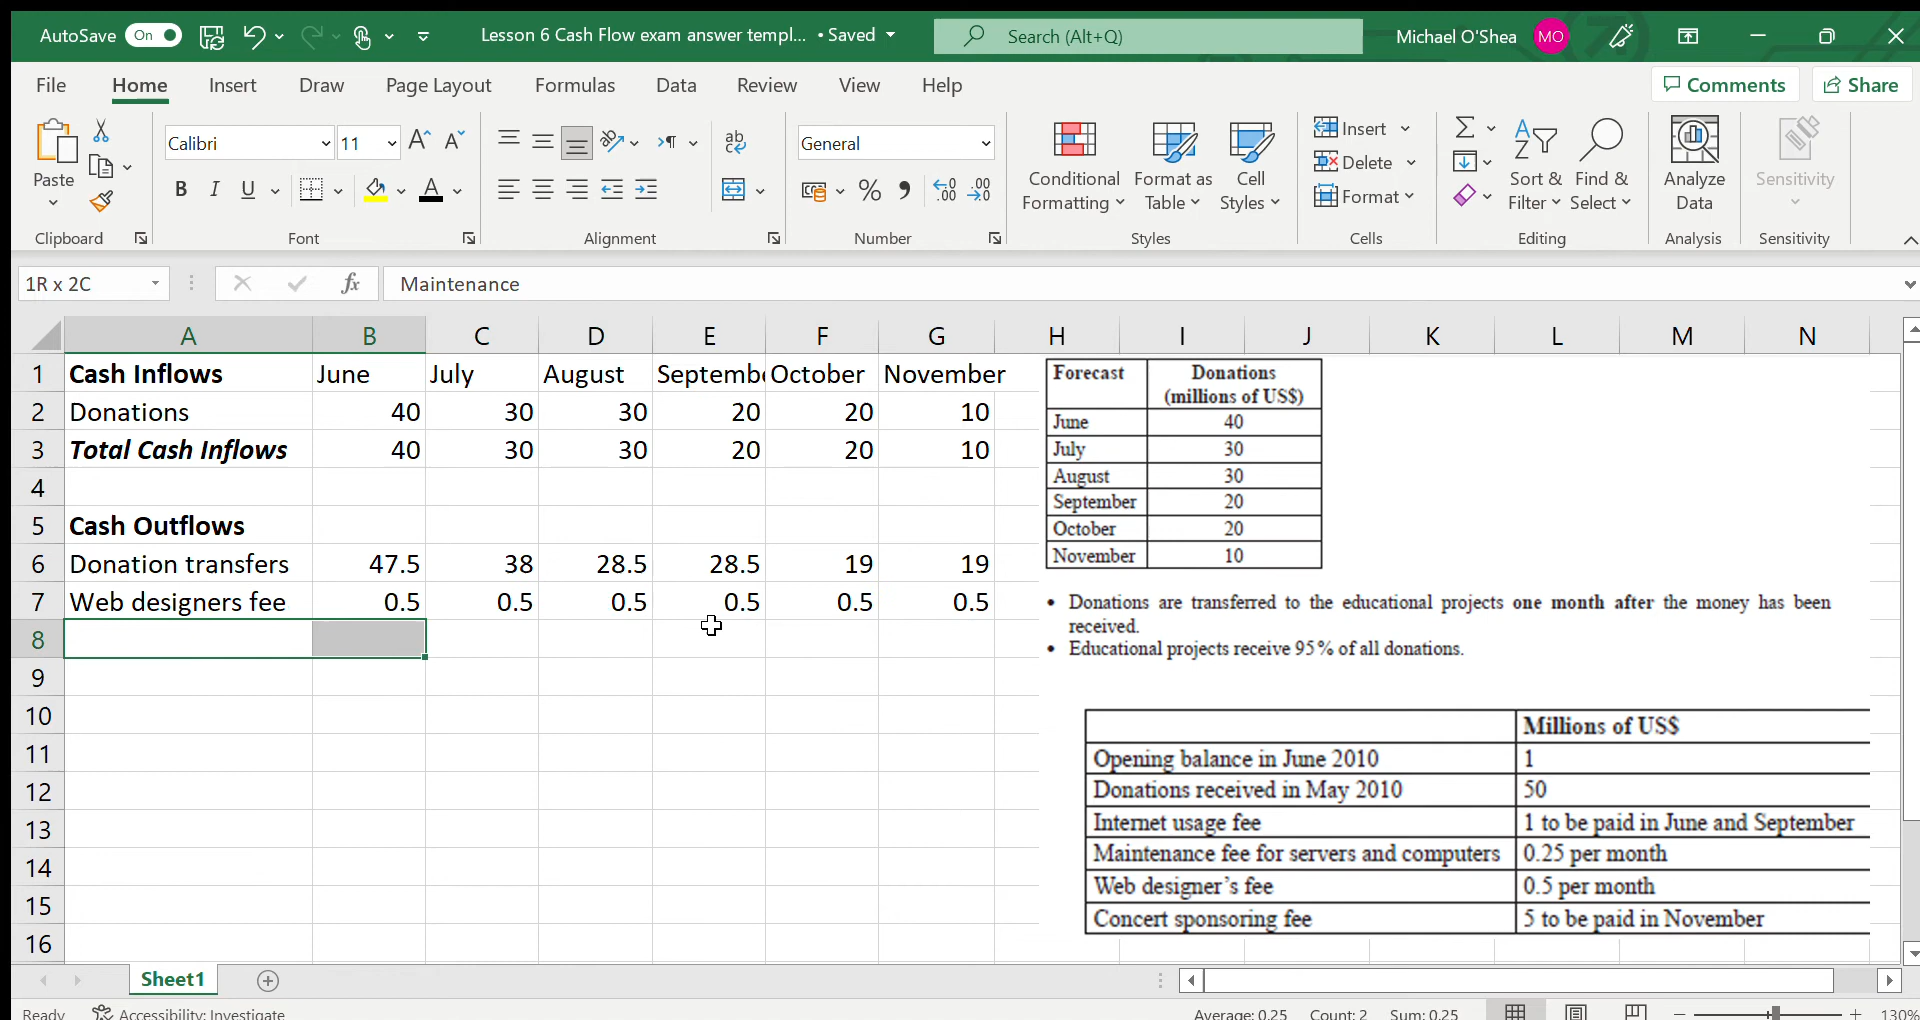 AutoSave On Lesson 6 Cash Flow exam answer templ... • Saved Search (Alt+Q) Michael O'Shea MO
File Home Insert Draw Page Layout Formulas Data Review View Help Comments Share
Paste Calibri 11 General Conditional Formatting Format as Table Cell Styles Insert Delete Format Sort & Filter Find & Select Analyze Data Sensitivity
Clipboard Font Alignment Number Styles Cells Editing Analysis Sensitivity
1R x 2C fx Maintenance
A B C D E F G H I J K L M N
1 Cash Inflows June July August Septembe October November
2 Donations 40 30 30 20 20 10
3 Total Cash Inflows 40 30 30 20 20 10
4
5 Cash Outflows
6 Donation transfers 47.5 38 28.5 28.5 19 19
7 Web designers fee 0.5 0.5 0.5 0.5 0.5 0.5
8
9
10
11
12
13
14
15
16
Forecast Donations
(millions of US$)
June 40
July 30
August 30
September 20
October 20
November 10
• Donations are transferred to the educational projects one month after the money has been
received.
• Educational projects receive 95% of all donations.
Millions of US$
Opening balance in June 2010 1
Donations received in May 2010 50
Internet usage fee 1 to be paid in June and September
Maintenance fee for servers and computers 0.25 per month
Web designer's fee 0.5 per month
Concert sponsoring fee 5 to be paid in November
Sheet1
Ready Accessibility: Investigate Average: 0.25 Count: 2 Sum: 0.25 130%